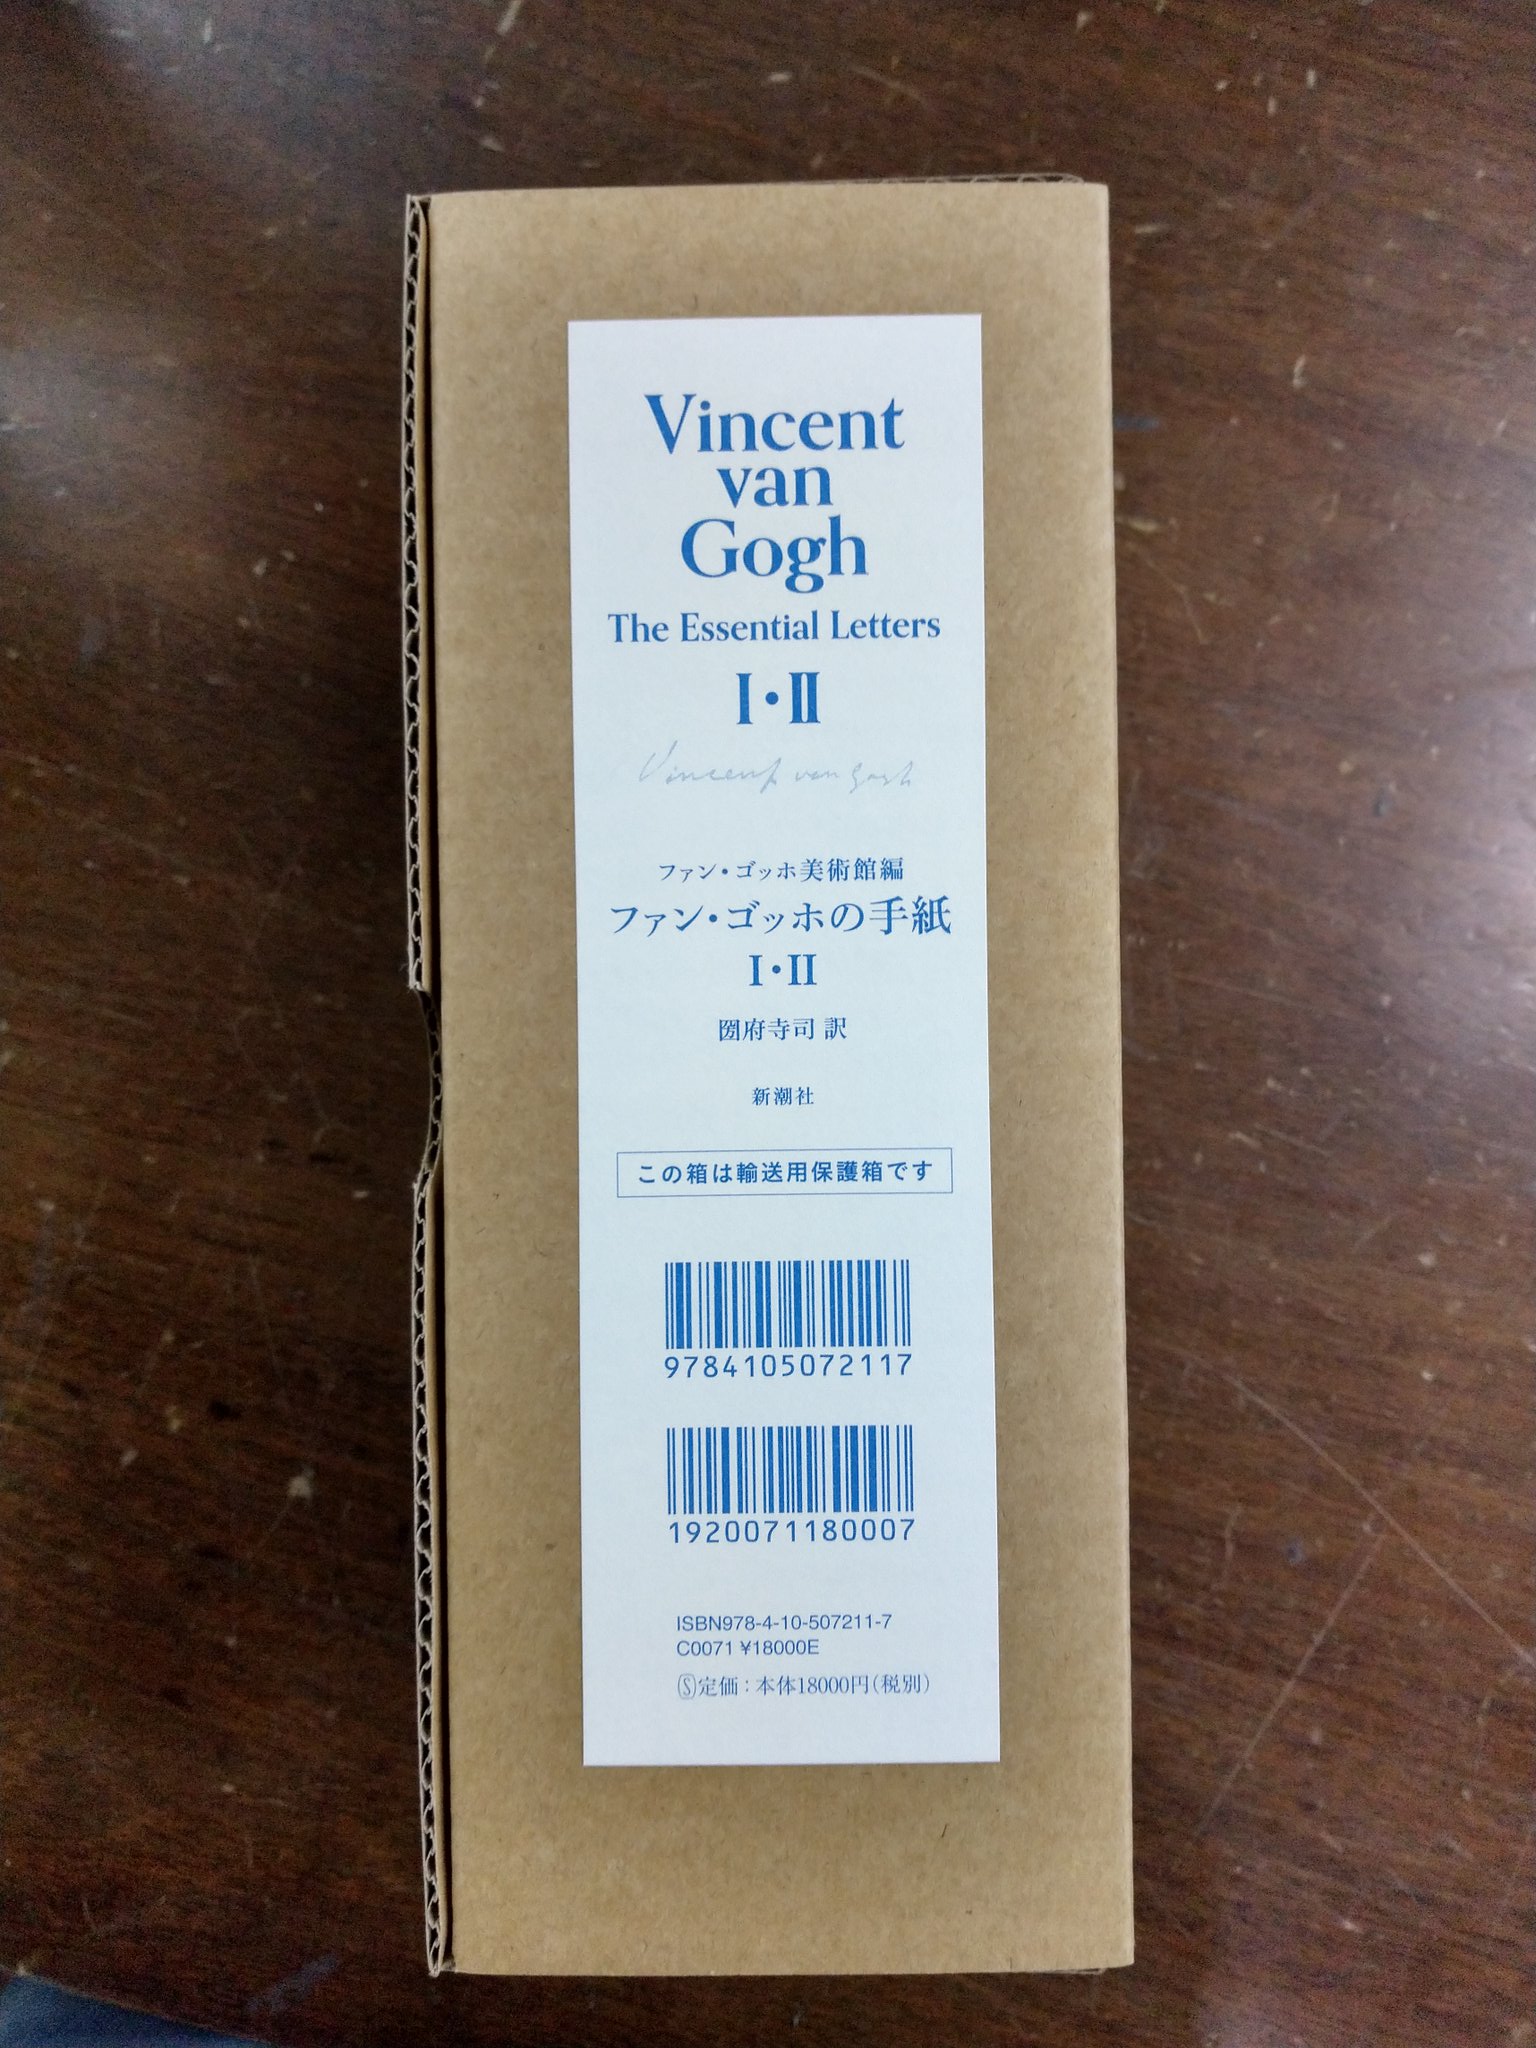 Vincent
van
Gogh
The Essential Letters
I・II
Vincent van Gogh
ファン・ゴッホ美術館編
ファン・ゴッホの手紙
I・II
圀府寺司 訳
新潮社
この箱は輸送用保護箱です
9784105072117
1920071180007
ISBN978-4-10-507211-7
C0071 ¥18000E
Ⓢ定価：本体18000円（税別）